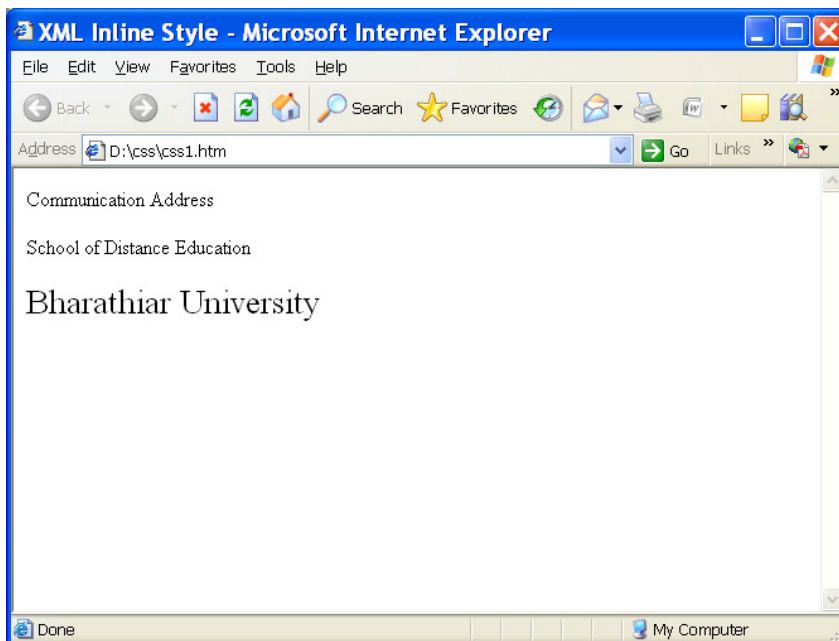 XML Inline Style - Microsoft Internet Explorer
File Edit View Favorites Tools Help
Back Search Favorites »
Address D:\css\css1.htm Go Links »
Communication Address
School of Distance Education
Bharathiar University
Done My Computer